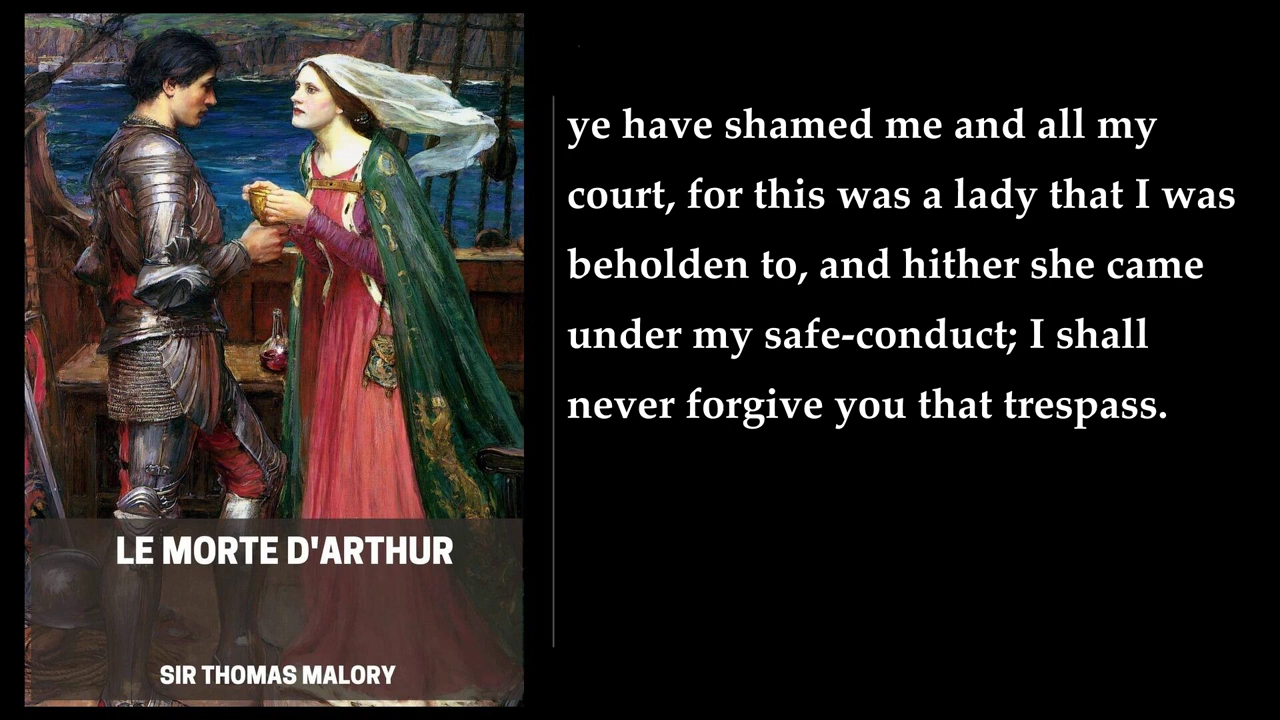 LE MORTE D'ARTHUR
SIR THOMAS MALORY
ye have shamed me and all my
court, for this was a lady that I was
beholden to, and hither she came
under my safe-conduct; I shall
never forgive you that trespass.